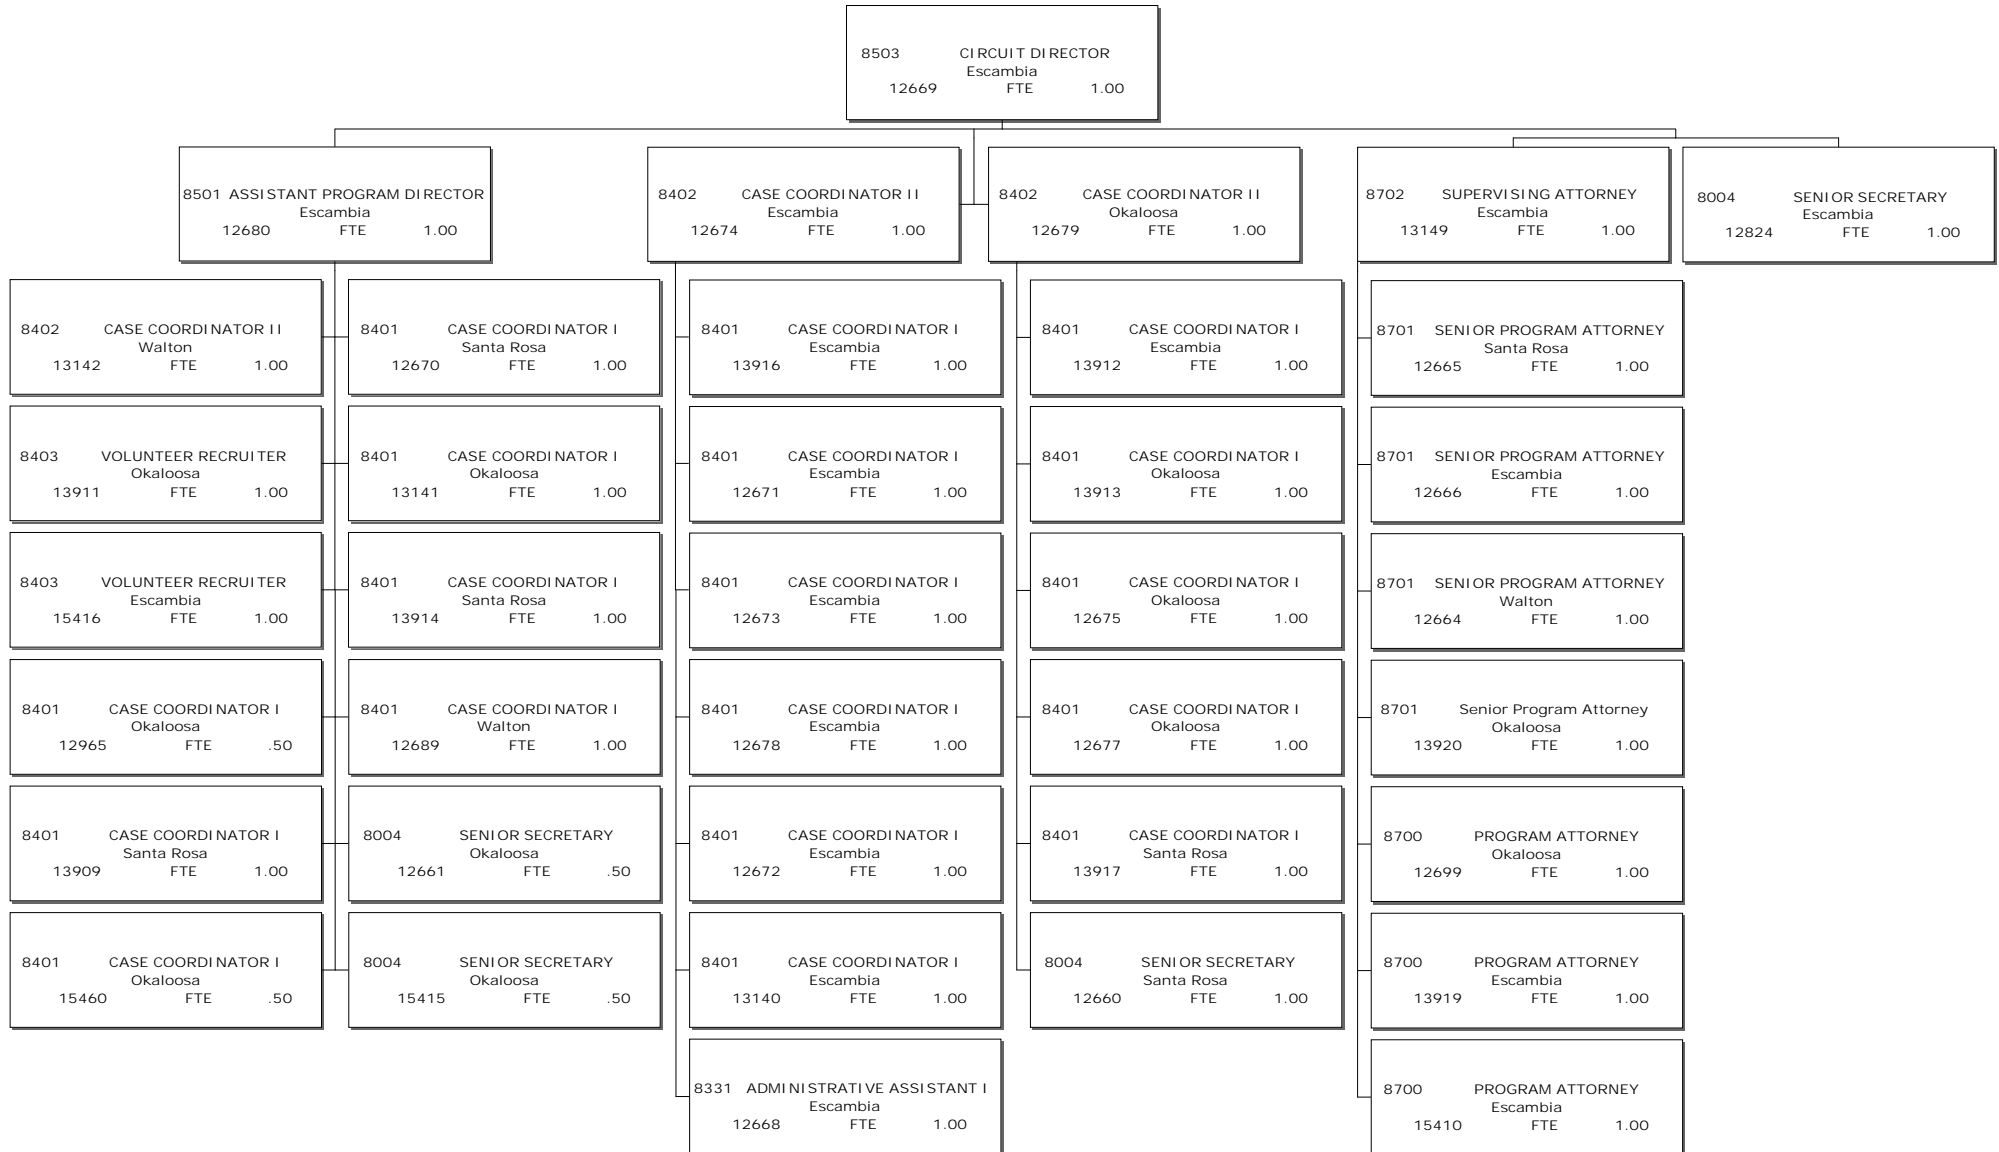 8503 CIRCUIT DIRECTOR
Escambia
12669 FTE 1.00
8501 ASSISTANT PROGRAM DIRECTOR
Escambia
12680 FTE 1.00
8402 CASE COORDINATOR II
Escambia
12674 FTE 1.00
8402 CASE COORDINATOR II
Okaloosa
12679 FTE 1.00
8702 SUPERVISING ATTORNEY
Escambia
13149 FTE 1.00
8004 SENIOR SECRETARY
Escambia
12824 FTE 1.00
8402 CASE COORDINATOR II
Walton
13142 FTE 1.00
8401 CASE COORDINATOR I
Santa Rosa
12670 FTE 1.00
8401 CASE COORDINATOR I
Escambia
13916 FTE 1.00
8401 CASE COORDINATOR I
Escambia
13912 FTE 1.00
8701 SENIOR PROGRAM ATTORNEY
Santa Rosa
12665 FTE 1.00
8403 VOLUNTEER RECRUITER
Okaloosa
13911 FTE 1.00
8401 CASE COORDINATOR I
Okaloosa
13141 FTE 1.00
8401 CASE COORDINATOR I
Escambia
12671 FTE 1.00
8401 CASE COORDINATOR I
Okaloosa
13913 FTE 1.00
8701 SENIOR PROGRAM ATTORNEY
Escambia
12666 FTE 1.00
8403 VOLUNTEER RECRUITER
Escambia
15416 FTE 1.00
8401 CASE COORDINATOR I
Santa Rosa
13914 FTE 1.00
8401 CASE COORDINATOR I
Escambia
12673 FTE 1.00
8401 CASE COORDINATOR I
Okaloosa
12675 FTE 1.00
8701 SENIOR PROGRAM ATTORNEY
Walton
12664 FTE 1.00
8401 CASE COORDINATOR I
Okaloosa
12965 FTE .50
8401 CASE COORDINATOR I
Walton
12689 FTE 1.00
8401 CASE COORDINATOR I
Escambia
12678 FTE 1.00
8401 CASE COORDINATOR I
Okaloosa
12677 FTE 1.00
8701 Senior Program Attorney
Okaloosa
13920 FTE 1.00
8401 CASE COORDINATOR I
Santa Rosa
13909 FTE 1.00
8004 SENIOR SECRETARY
Okaloosa
12661 FTE .50
8401 CASE COORDINATOR I
Escambia
12672 FTE 1.00
8401 CASE COORDINATOR I
Santa Rosa
13917 FTE 1.00
8700 PROGRAM ATTORNEY
Okaloosa
12699 FTE 1.00
8401 CASE COORDINATOR I
Okaloosa
15460 FTE .50
8004 SENIOR SECRETARY
Okaloosa
15415 FTE .50
8401 CASE COORDINATOR I
Escambia
13140 FTE 1.00
8004 SENIOR SECRETARY
Santa Rosa
12660 FTE 1.00
8700 PROGRAM ATTORNEY
Escambia
13919 FTE 1.00
8331 ADMINISTRATIVE ASSISTANT I
Escambia
12668 FTE 1.00
8700 PROGRAM ATTORNEY
Escambia
15410 FTE 1.00